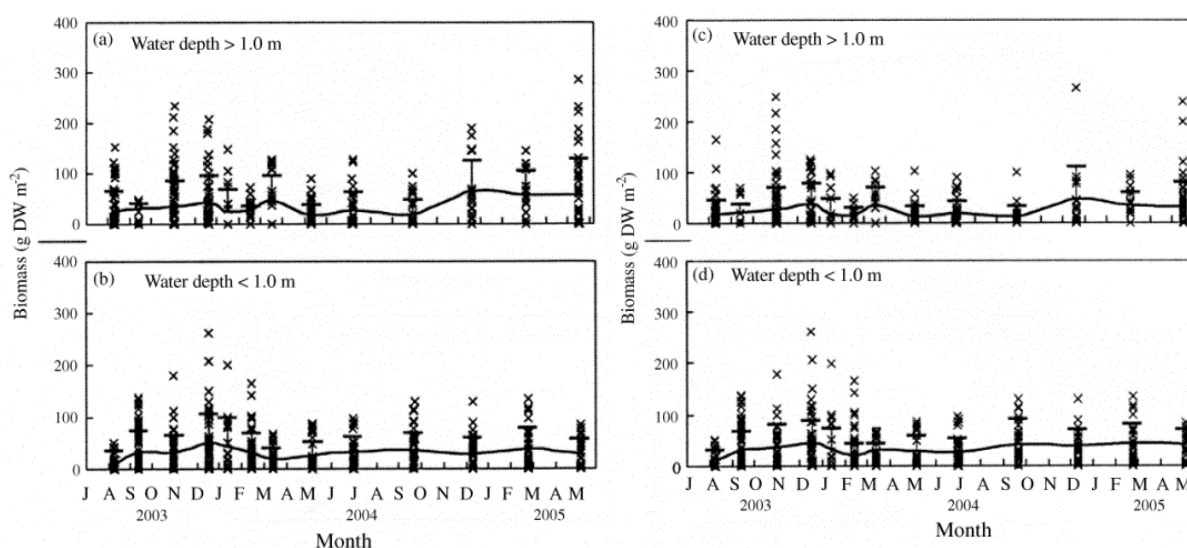 400
300
200
100
0
(a) Water depth > 1.0 m
400
300
200
100
0
(b) Water depth < 1.0 m
Biomass (g DW m-2)
J A S O N D J F M A M J J A S O N D J F M A M
2003 2004 2005
Month
400
300
200
100
0
(c) Water depth > 1.0 m
400
300
200
100
0
(d) Water depth < 1.0 m
Biomass (g DW m-2)
J A S O N D J F M A M J J A S O N D J F M A M
2003 2004 2005
Month